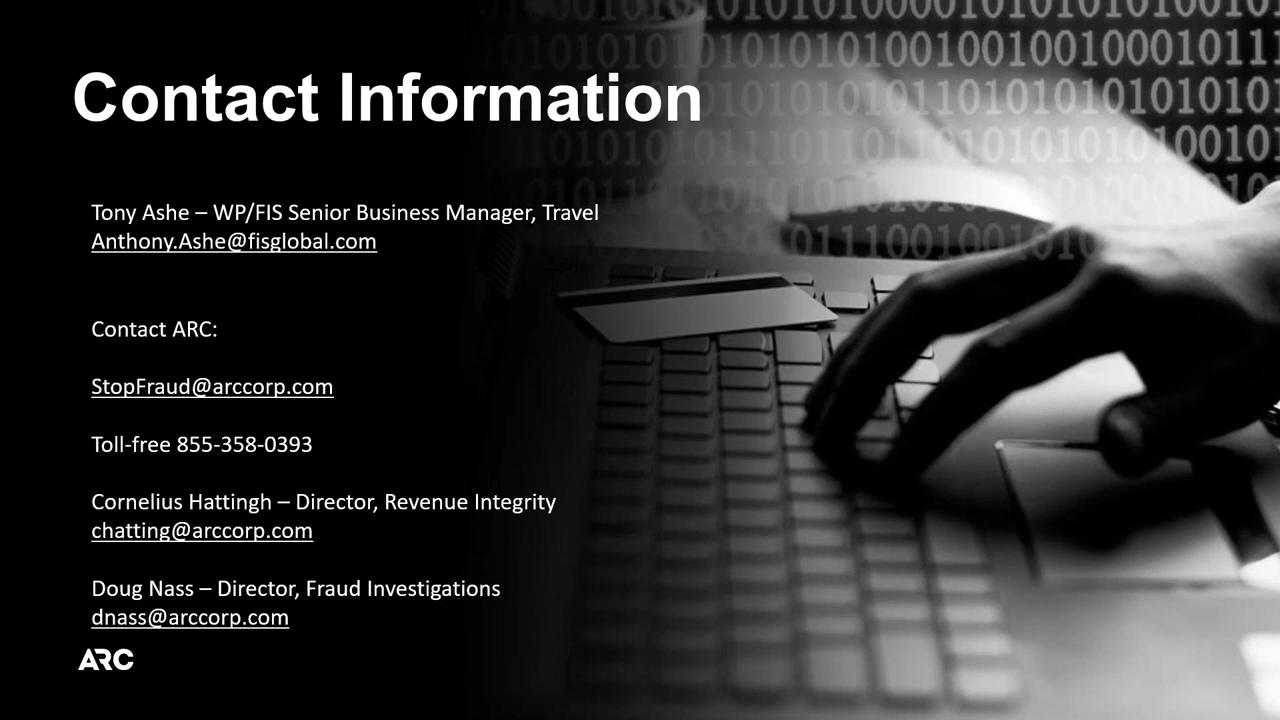 Contact Information
Tony Ashe – WP/FIS Senior Business Manager, Travel
Anthony.Ashe@fisglobal.com
Contact ARC:
StopFraud@arccorp.com
Toll-free 855-358-0393
Cornelius Hattingh – Director, Revenue Integrity
chatting@arccorp.com
Doug Nass – Director, Fraud Investigations
dnass@arccorp.com
ARC